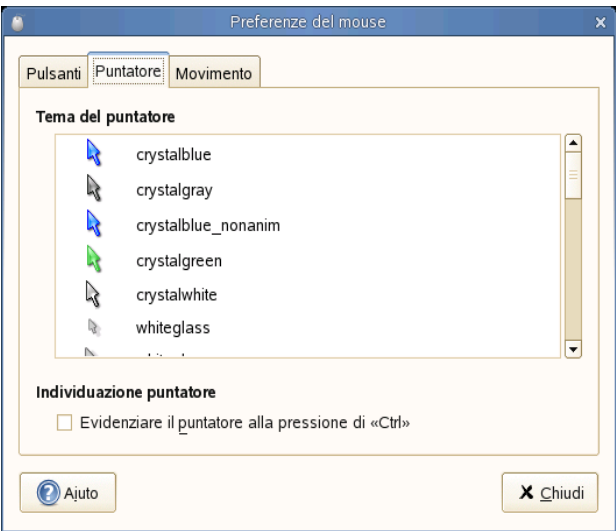 Preferenze del mouse
Pulsanti Puntatore Movimento
Tema del puntatore
crystalblue
crystalgray
crystalblue_nonanim
crystalgreen
crystalwhite
whiteglass
Individuazione puntatore
Evidenziare il puntatore alla pressione di «Ctrl»
Aiuto Chiudi